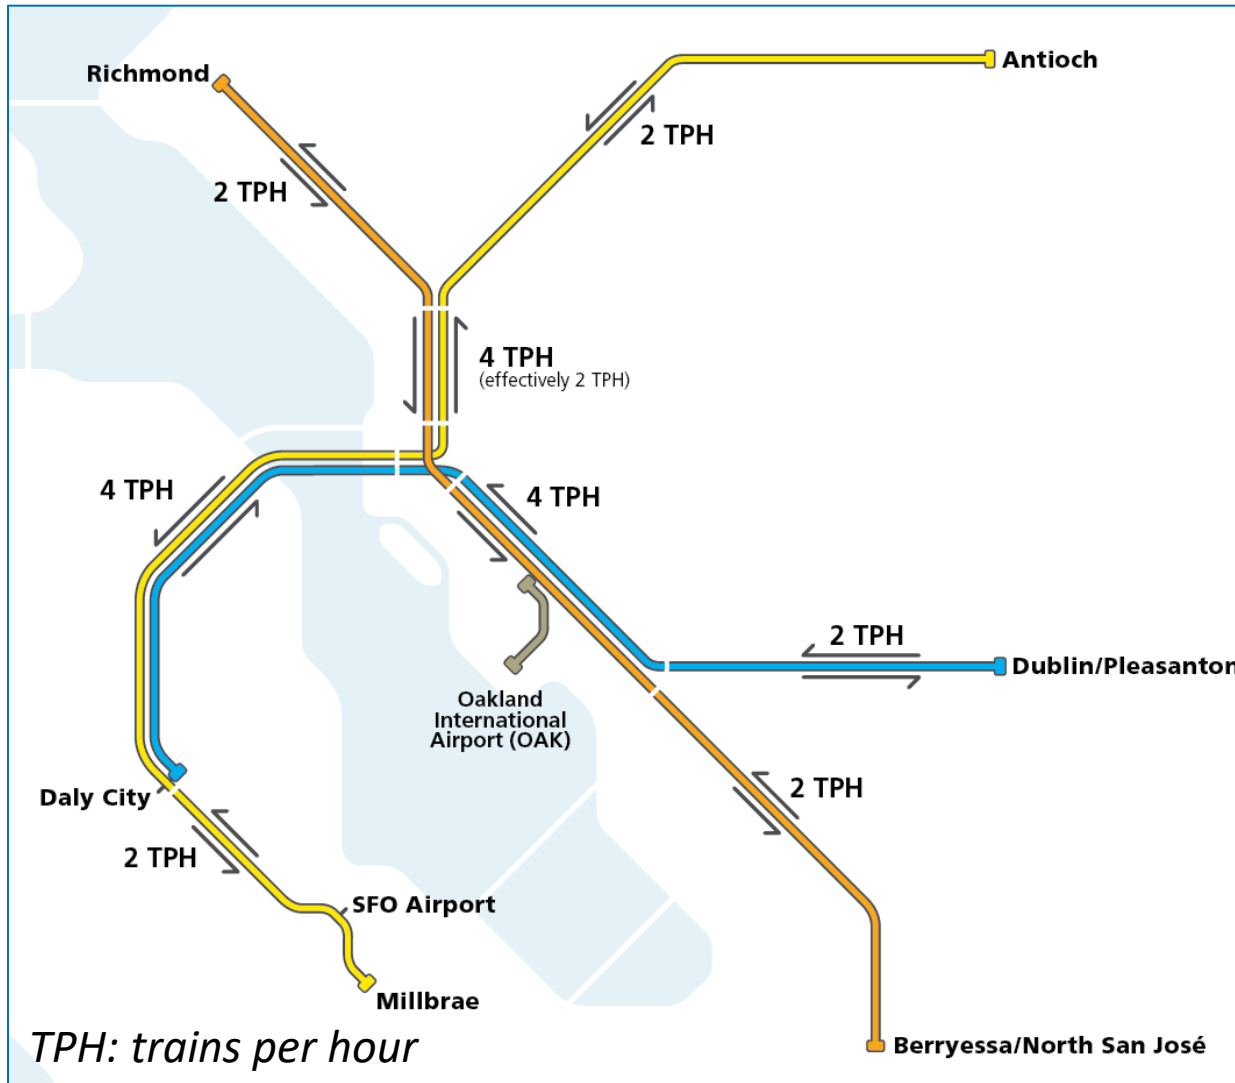 Richmond
Antioch
2 TPH
2 TPH
4 TPH
(effectively 2 TPH)
4 TPH
4 TPH
2 TPH
Dublin/Pleasanton
Oakland
International
Airport (OAK)
Daly City
2 TPH
2 TPH
SFO Airport
Millbrae
TPH: trains per hour
Berryessa/North San José